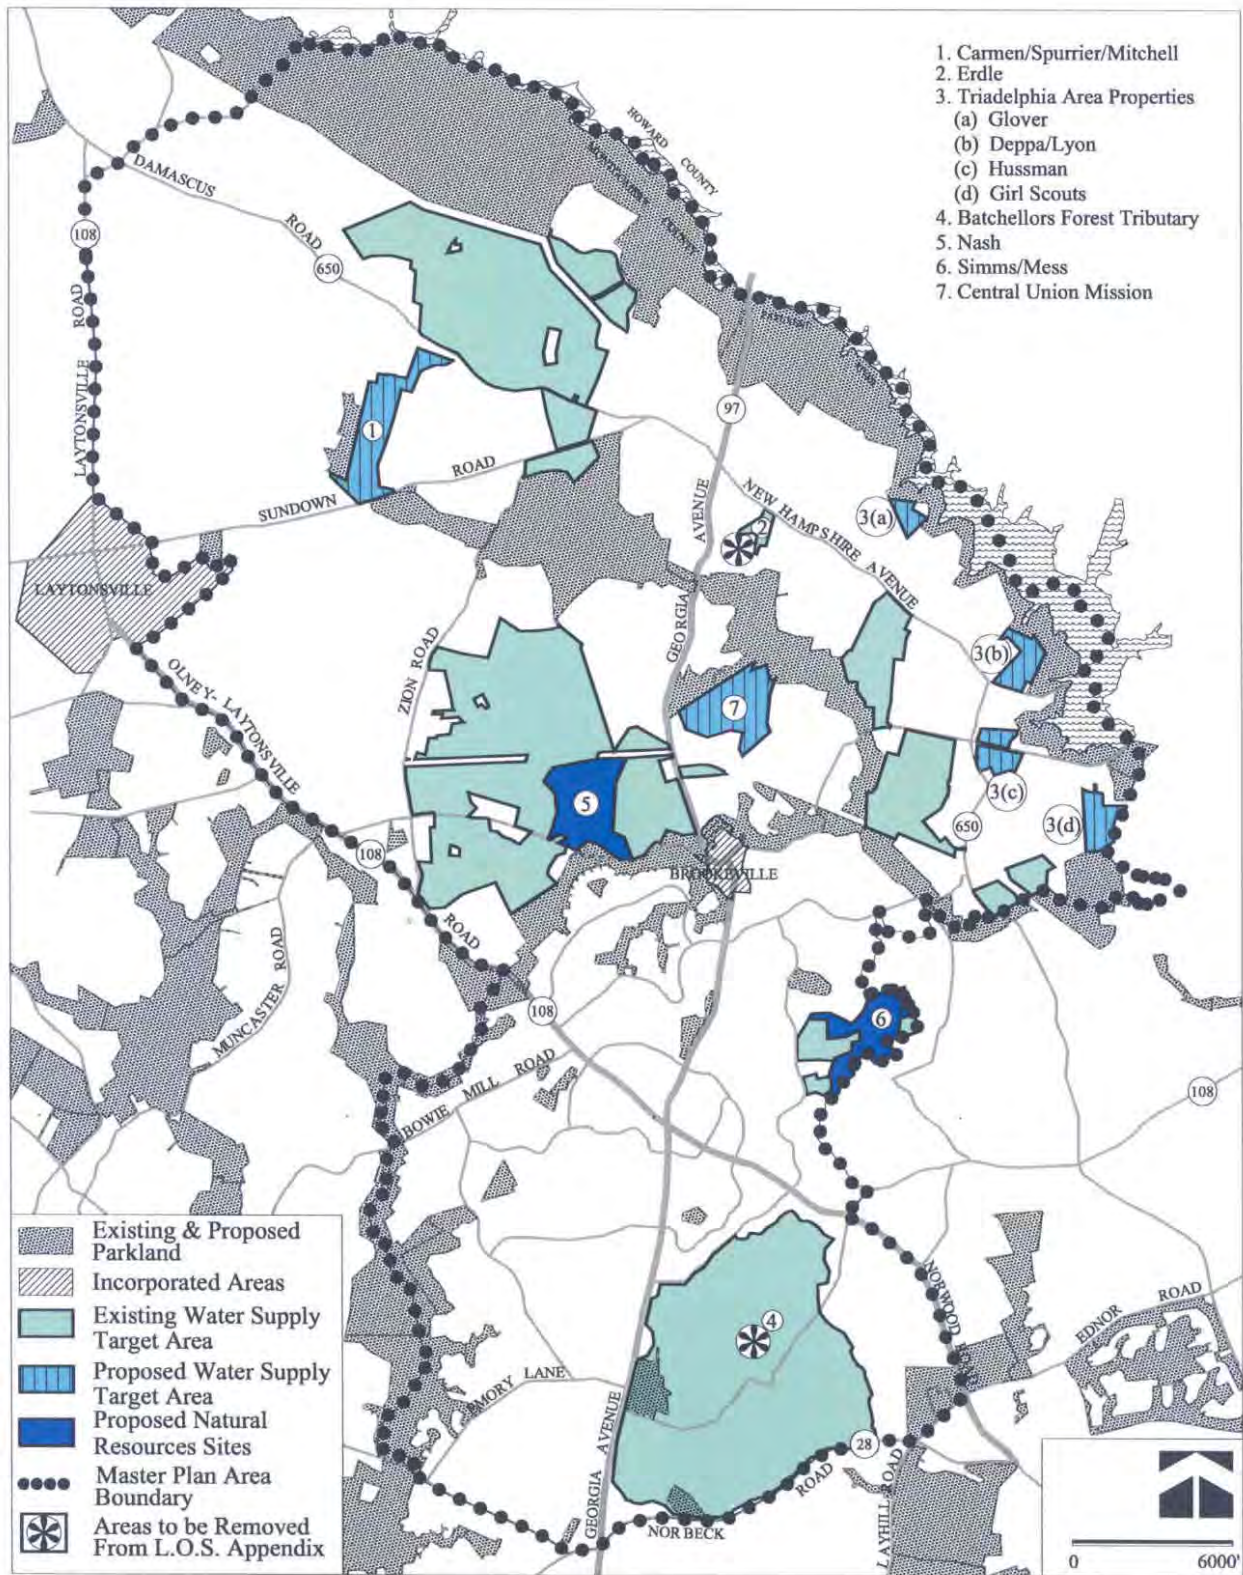 1. Carmen/Spurrier/Mitchell
2. Erdle
3. Triadelphia Area Properties
(a) Glover
(b) Deppa/Lyon
(c) Hussman
(d) Girl Scouts
4. Batchellors Forest Tributary
5. Nash
6. Simms/Mess
7. Central Union Mission
HOWARD COUNTY
MONTGOMERY COUNTY
DAMASCUS
ROAD
650
108
LAYTONSVILLE ROAD
1
97
SUNDOWN ROAD
NEW HAMPSHIRE AVENUE
3(a)
2
GEORGIA AVENUE
LAYTONSVILLE
ZION ROAD
3(b)
OLNEY-LAYTONSVILLE
ROAD
7
5
3(c)
650
3(d)
108
BROOKEVILLE
MUNCASTER ROAD
108
6
BOWIE MILL ROAD
108
NORWOOD ROAD
EDNOR ROAD
4
EMORY LANE
GEORGIA AVENUE
28
NORBECK ROAD
LAYHILL ROAD
Existing & Proposed
Parkland
Incorporated Areas
Existing Water Supply
Target Area
Proposed Water Supply
Target Area
Proposed Natural
Resources Sites
Master Plan Area
Boundary
Areas to be Removed
From L.O.S. Appendix
0 6000'